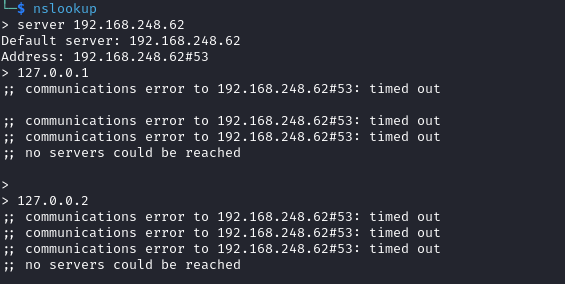 └─$ nslookup
> server 192.168.248.62
Default server: 192.168.248.62
Address: 192.168.248.62#53
> 127.0.0.1
;; communications error to 192.168.248.62#53: timed out
;; communications error to 192.168.248.62#53: timed out
;; communications error to 192.168.248.62#53: timed out
;; no servers could be reached
>
> 127.0.0.2
;; communications error to 192.168.248.62#53: timed out
;; communications error to 192.168.248.62#53: timed out
;; communications error to 192.168.248.62#53: timed out
;; no servers could be reached